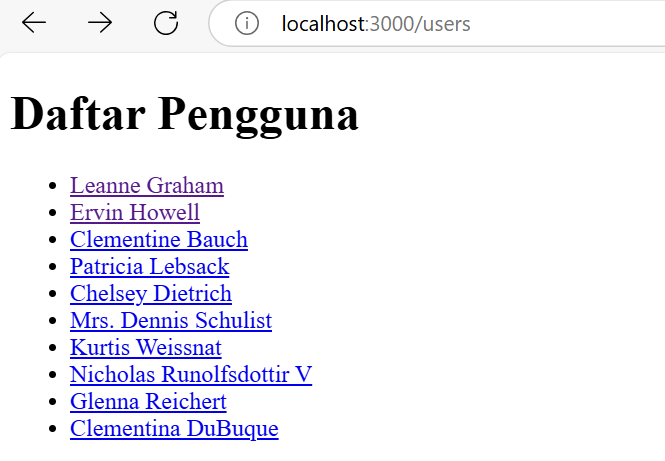 localhost:3000/users
Daftar Pengguna
Leanne Graham
Ervin Howell
Clementine Bauch
Patricia Lebsack
Chelsey Dietrich
Mrs. Dennis Schulist
Kurtis Weissnat
Nicholas Runolfsdottir V
Glenna Reichert
Clementina DuBuque